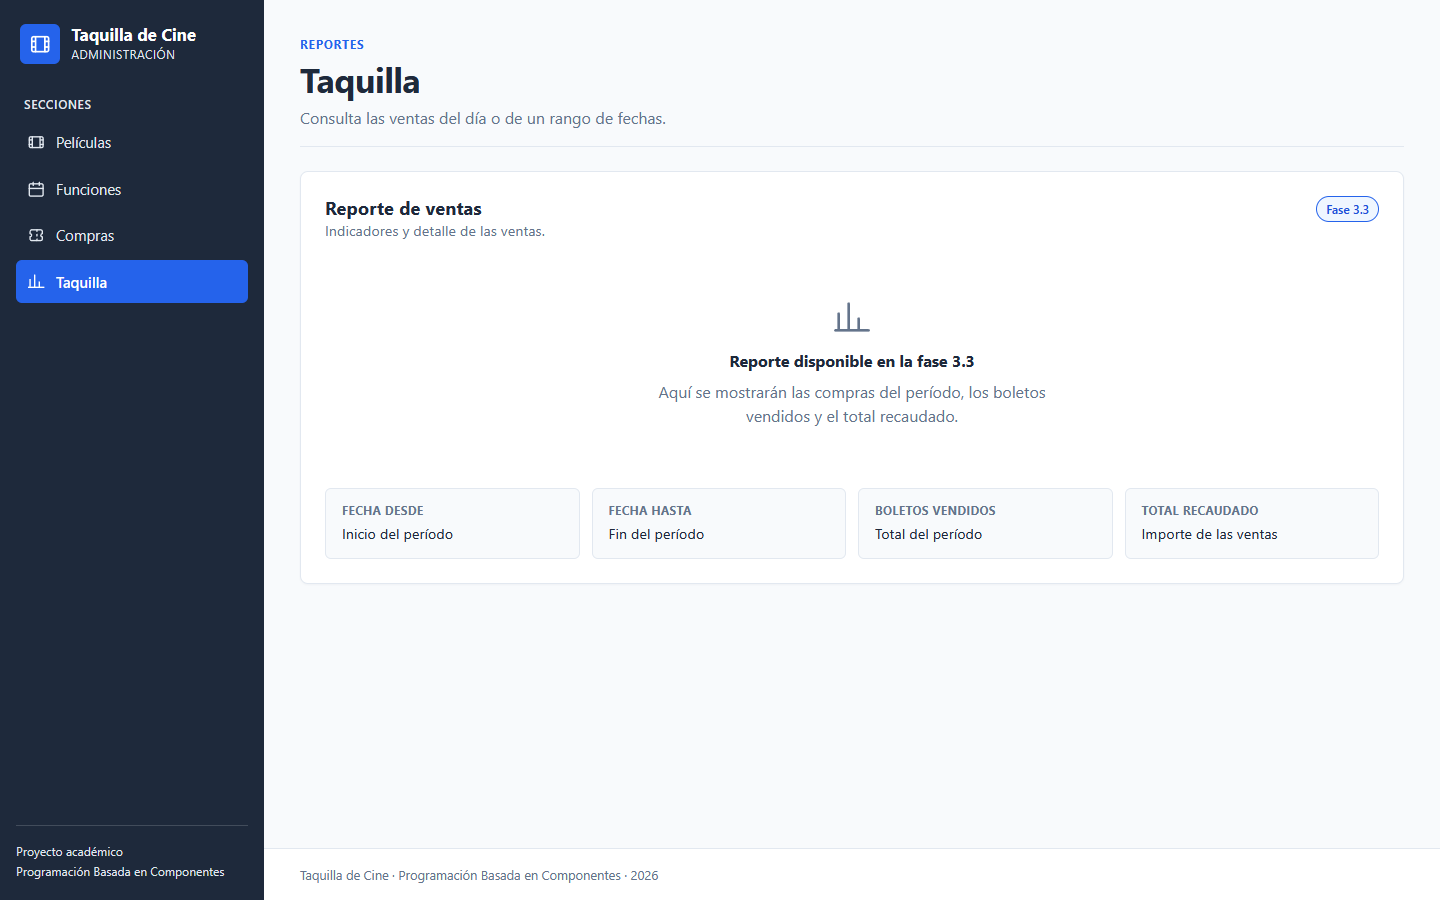 Taquilla de Cine
ADMINISTRACIÓN
SECCIONES
Películas
Funciones
Compras
Taquilla
Proyecto académico
Programación Basada en Componentes
REPORTES
Taquilla
Consulta las ventas del día o de un rango de fechas.
Reporte de ventas
Indicadores y detalle de las ventas.
Fase 3.3
Reporte disponible en la fase 3.3
Aquí se mostrarán las compras del período, los boletos
vendidos y el total recaudado.
FECHA DESDE
Inicio del período
FECHA HASTA
Fin del período
BOLETOS VENDIDOS
Total del período
TOTAL RECAUDADO
Importe de las ventas
Taquilla de Cine · Programación Basada en Componentes · 2026